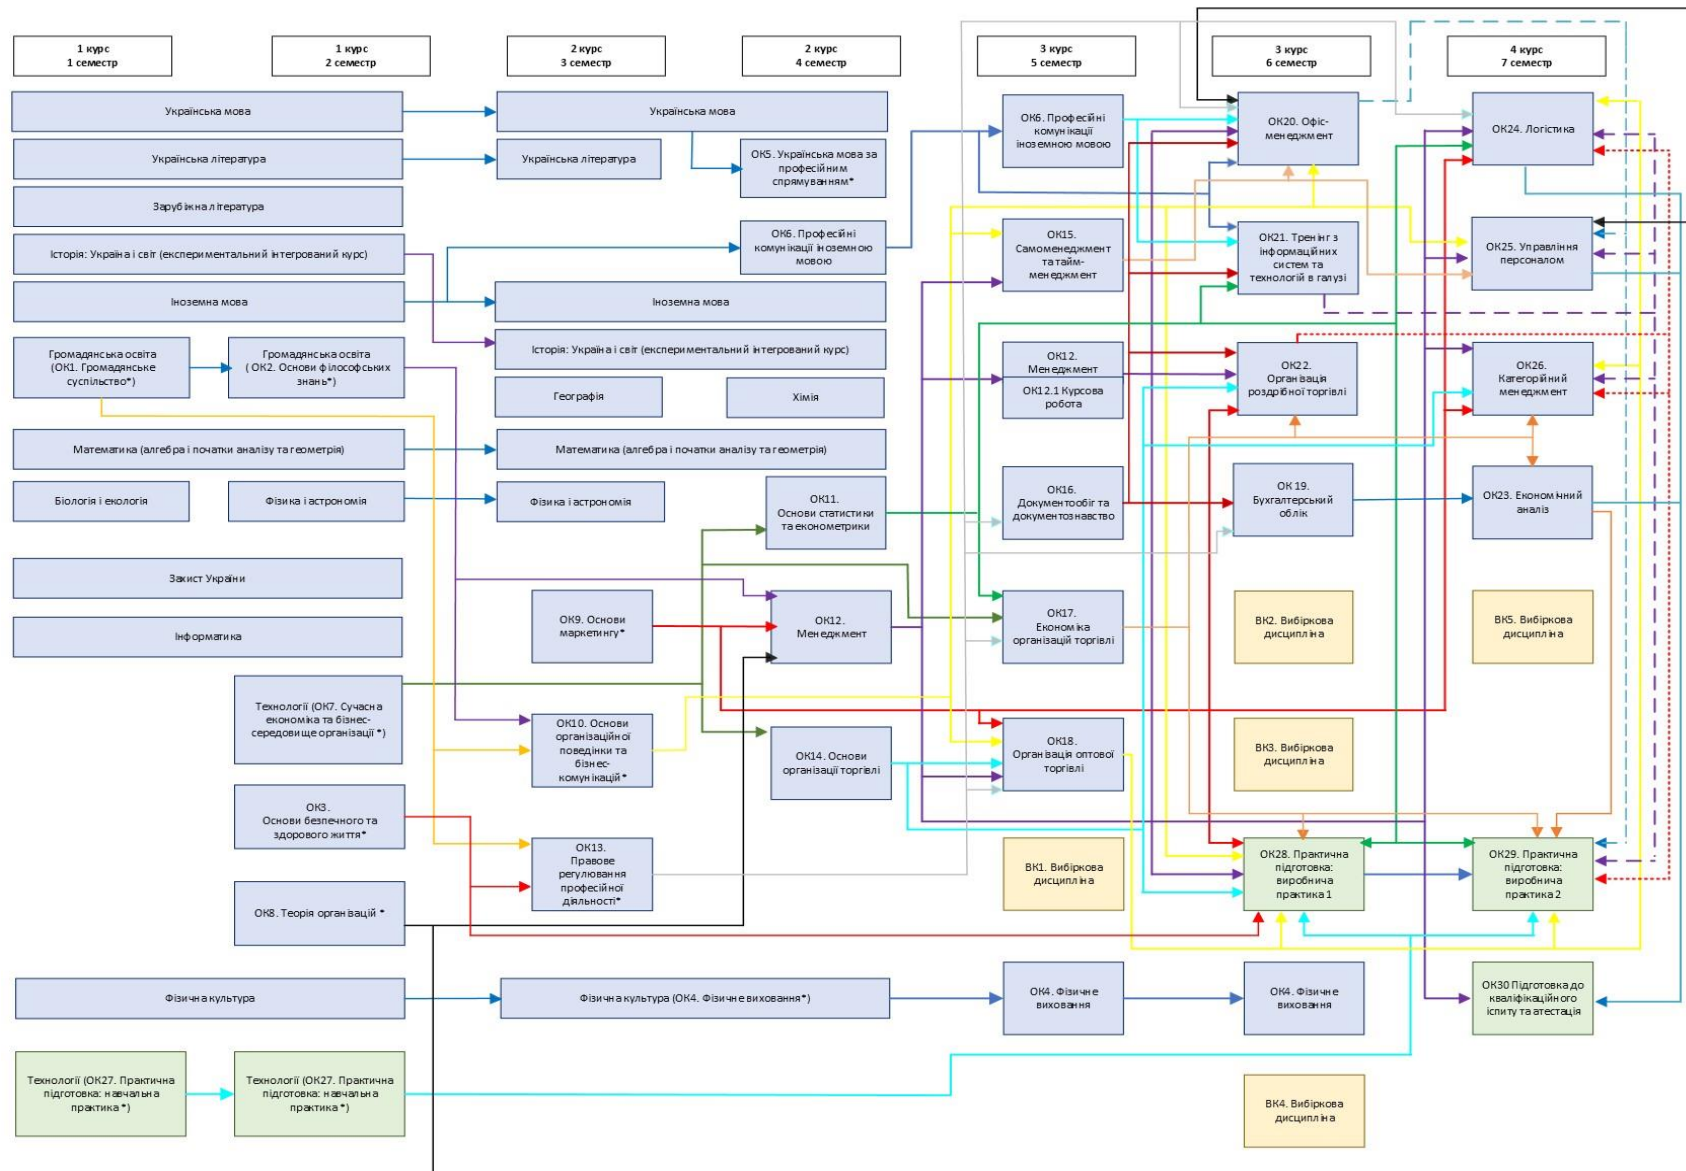 1 курс
1 семестр
1 курс
2 семестр
2 курс
3 семестр
2 курс
4 семестр
3 курс
5 семестр
3 курс
6 семестр
4 курс
7 семестр
Українська мова
Українська мова
ОК6. Професійні
комунікації
іноземною мовою
ОК20. Офіс-
менеджмент
ОК24. Логістика
Українська література
Українська література
ОК5. Українська мова за
професійним
спрямуванням*
Зарубіжна література
Історія: Україна і світ (експериментальний інтегрований курс)
ОК6. Професійні
комунікації іноземною
мовою
ОК15.
Самоменеджмент
та тайм-
менеджмент
ОК21. Тренінг з
інформаційних
систем та
технологій в галузі
ОК25. Управління
персоналом
Іноземна мова
Іноземна мова
Громадянська освіта
(ОК1. Громадянське
суспільство*)
Громадянська освіта
( ОК2. Основи філософських
знань*)
Історія: Україна і світ (експериментальний інтегрований курс)
ОК12.
Менеджмент
ОК12.1 Курсова
робота
ОК22.
Організація
роздрібної торгівлі
ОК26.
Категорійний
менеджмент
Географія
Хімія
Математика (алгебра і початки аналізу та геометрія)
Математика (алгебра і початки аналізу та геометрія)
Біологія і екологія
Фізика і астрономія
Фізика і астрономія
ОК11.
Основи статистики
та економетрики
ОК16.
Документообіг та
документознавство
ОК 19.
Бухгалтерський
облік
ОК23. Економічний
аналіз
Захист України
Інформатика
ОК9. Основи
маркетингу*
ОК12.
Менеджмент
ОК17.
Економіка
організацій торгівлі
ВК2. Вибіркова
дисципліна
ВК5. Вибіркова
дисципліна
Технології (ОК7. Сучасна
економіка та бізнес-
середовище організації *)
ОК10. Основи
організаційної
поведінки та
бізнес-
комунікацій*
ОК14. Основи
організації торгівлі
ОК18.
Організація оптової
торгівлі
ВК3. Вибіркова
дисципліна
ОК3.
Основи безпечного та
здорового життя*
ОК13.
Правове
регулювання
професійної
діяльності*
ВК1. Вибіркова
дисципліна
ОК28. Практична
підготовка:
виробнича
практика 1
ОК29. Практична
підготовка:
виробнича
практика 2
ОК8. Теорія організацій *
Фізична культура
Фізична культура (ОК4. Фізичне виховання*)
ОК4. Фізичне
виховання
ОК4. Фізичне
виховання
ОК30 Підготовка до
кваліфікаційного
іспиту та атестація
Технології (ОК27. Практична
підготовка: навчальна
практика *)
Технології (ОК27. Практична
підготовка: навчальна
практика *)
ВК4. Вибіркова
дисципліна